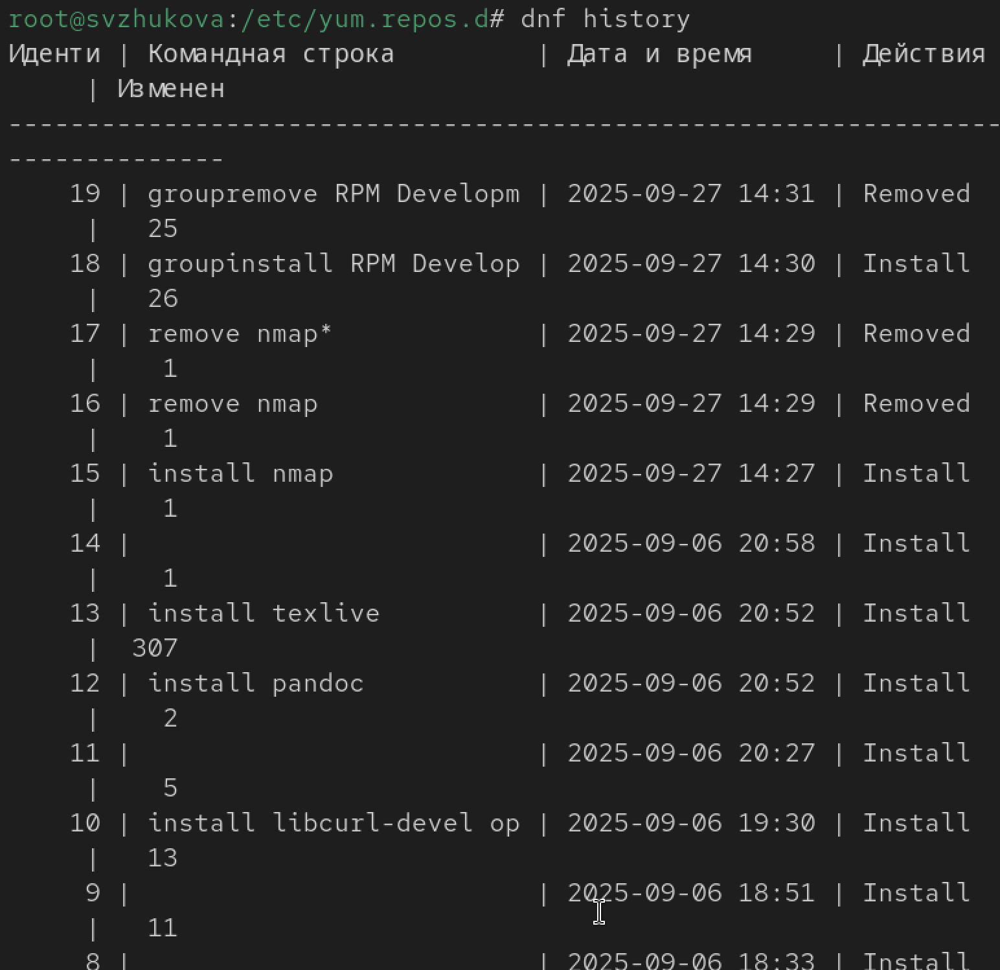 root@svzhukova:/etc/yum.repos.d# dnf history
Иденти | Командная строка | Дата и время | Действия
| Изменен
----------------------------------------------------------------
--------------
19 | groupremove RPM Developm | 2025-09-27 14:31 | Removed
| 25
18 | groupinstall RPM Develop | 2025-09-27 14:30 | Install
| 26
17 | remove nmap* | 2025-09-27 14:29 | Removed
| 1
16 | remove nmap | 2025-09-27 14:29 | Removed
| 1
15 | install nmap | 2025-09-27 14:27 | Install
| 1
14 | | 2025-09-06 20:58 | Install
| 1
13 | install texlive | 2025-09-06 20:52 | Install
| 307
12 | install pandoc | 2025-09-06 20:52 | Install
| 2
11 | | 2025-09-06 20:27 | Install
| 5
10 | install libcurl-devel op | 2025-09-06 19:30 | Install
| 13
9 | | 2025-09-06 18:51 | Install
| 11
8 | | 2025-09-06 18:33 | Install